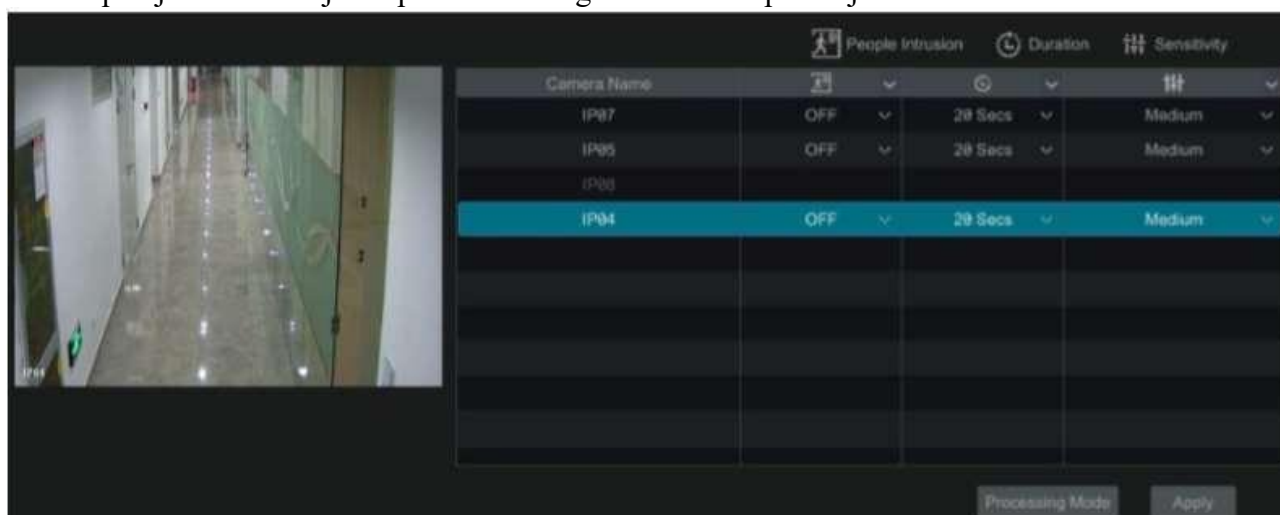 People Intrusion Duration Sensitivity
Camera Name
IP07 OFF 20 Secs Medium
IP05 OFF 20 Secs Medium
IP08
IP04 OFF 20 Secs Medium
IP04
Processing Mode Apply